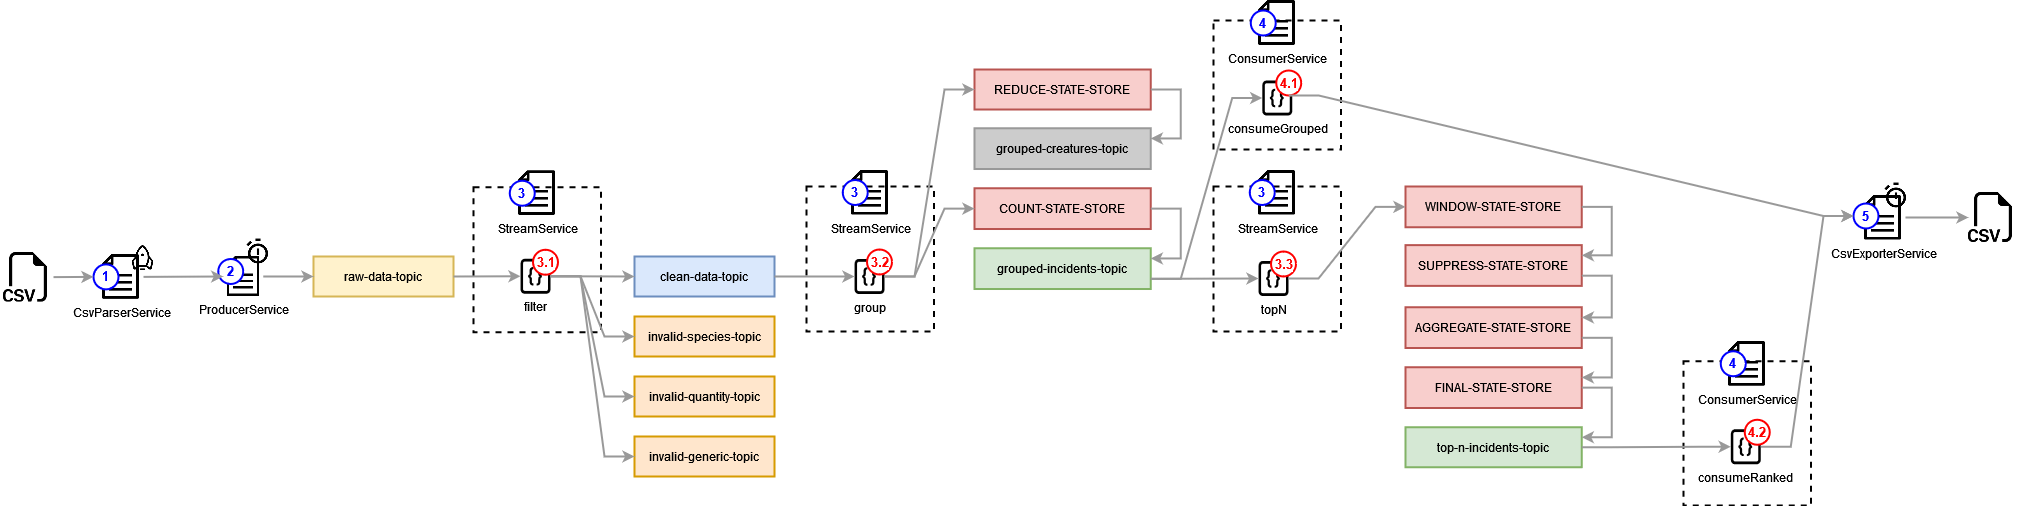 CSV
1
CsvParserService
2
ProducerService
raw-data-topic
3
StreamService
3.1
{}
filter
clean-data-topic
invalid-species-topic
invalid-quantity-topic
invalid-generic-topic
3
StreamService
3.2
{}
group
REDUCE-STATE-STORE
grouped-creatures-topic
COUNT-STATE-STORE
grouped-incidents-topic
4
ConsumerService
4.1
{}
consumeGrouped
3
StreamService
3.3
{}
topN
WINDOW-STATE-STORE
SUPPRESS-STATE-STORE
AGGREGATE-STATE-STORE
FINAL-STATE-STORE
top-n-incidents-topic
4
ConsumerService
4.2
{}
consumeRanked
5
CsvExporterService
CSV